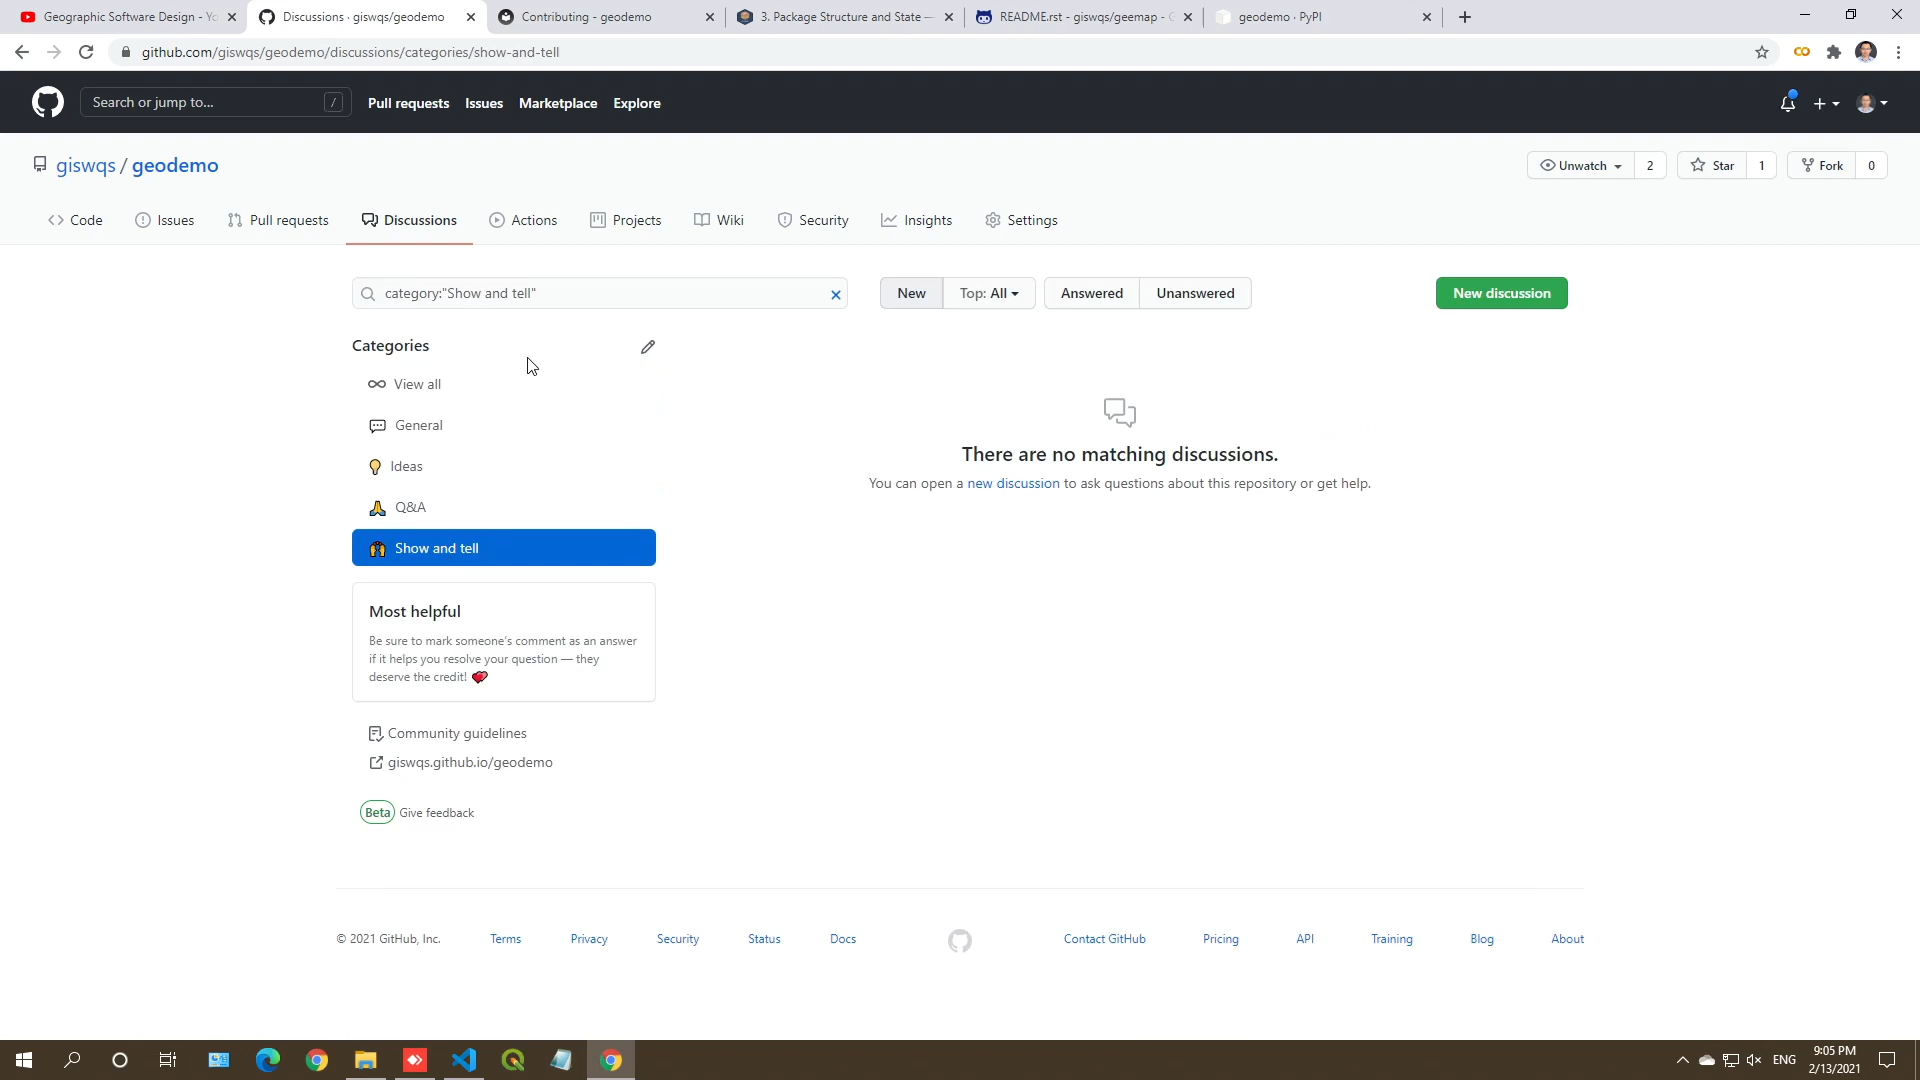 Geographic Software Design - Yo
Discussions · giswqs/geodemo
Contributing - geodemo
3. Package Structure and State —
README.rst - giswqs/geemap - G
geodemo · PyPI
github.com/giswqs/geodemo/discussions/categories/show-and-tell
Search or jump to...
/
Pull requests
Issues
Marketplace
Explore
giswqs / geodemo
Unwatch
2
Star
1
Fork
0
Code
Issues
Pull requests
Discussions
Actions
Projects
Wiki
Security
Insights
Settings
category:"Show and tell"
New
Top: All
Answered
Unanswered
New discussion
Categories
View all
General
Ideas
Q&A
Show and tell
There are no matching discussions.
You can open a new discussion to ask questions about this repository or get help.
Most helpful
Be sure to mark someone's comment as an answer
if it helps you resolve your question — they
deserve the credit!
Community guidelines
giswqs.github.io/geodemo
Beta Give feedback
© 2021 GitHub, Inc.
Terms
Privacy
Security
Status
Docs
Contact GitHub
Pricing
API
Training
Blog
About
ENG
9:05 PM
2/13/2021